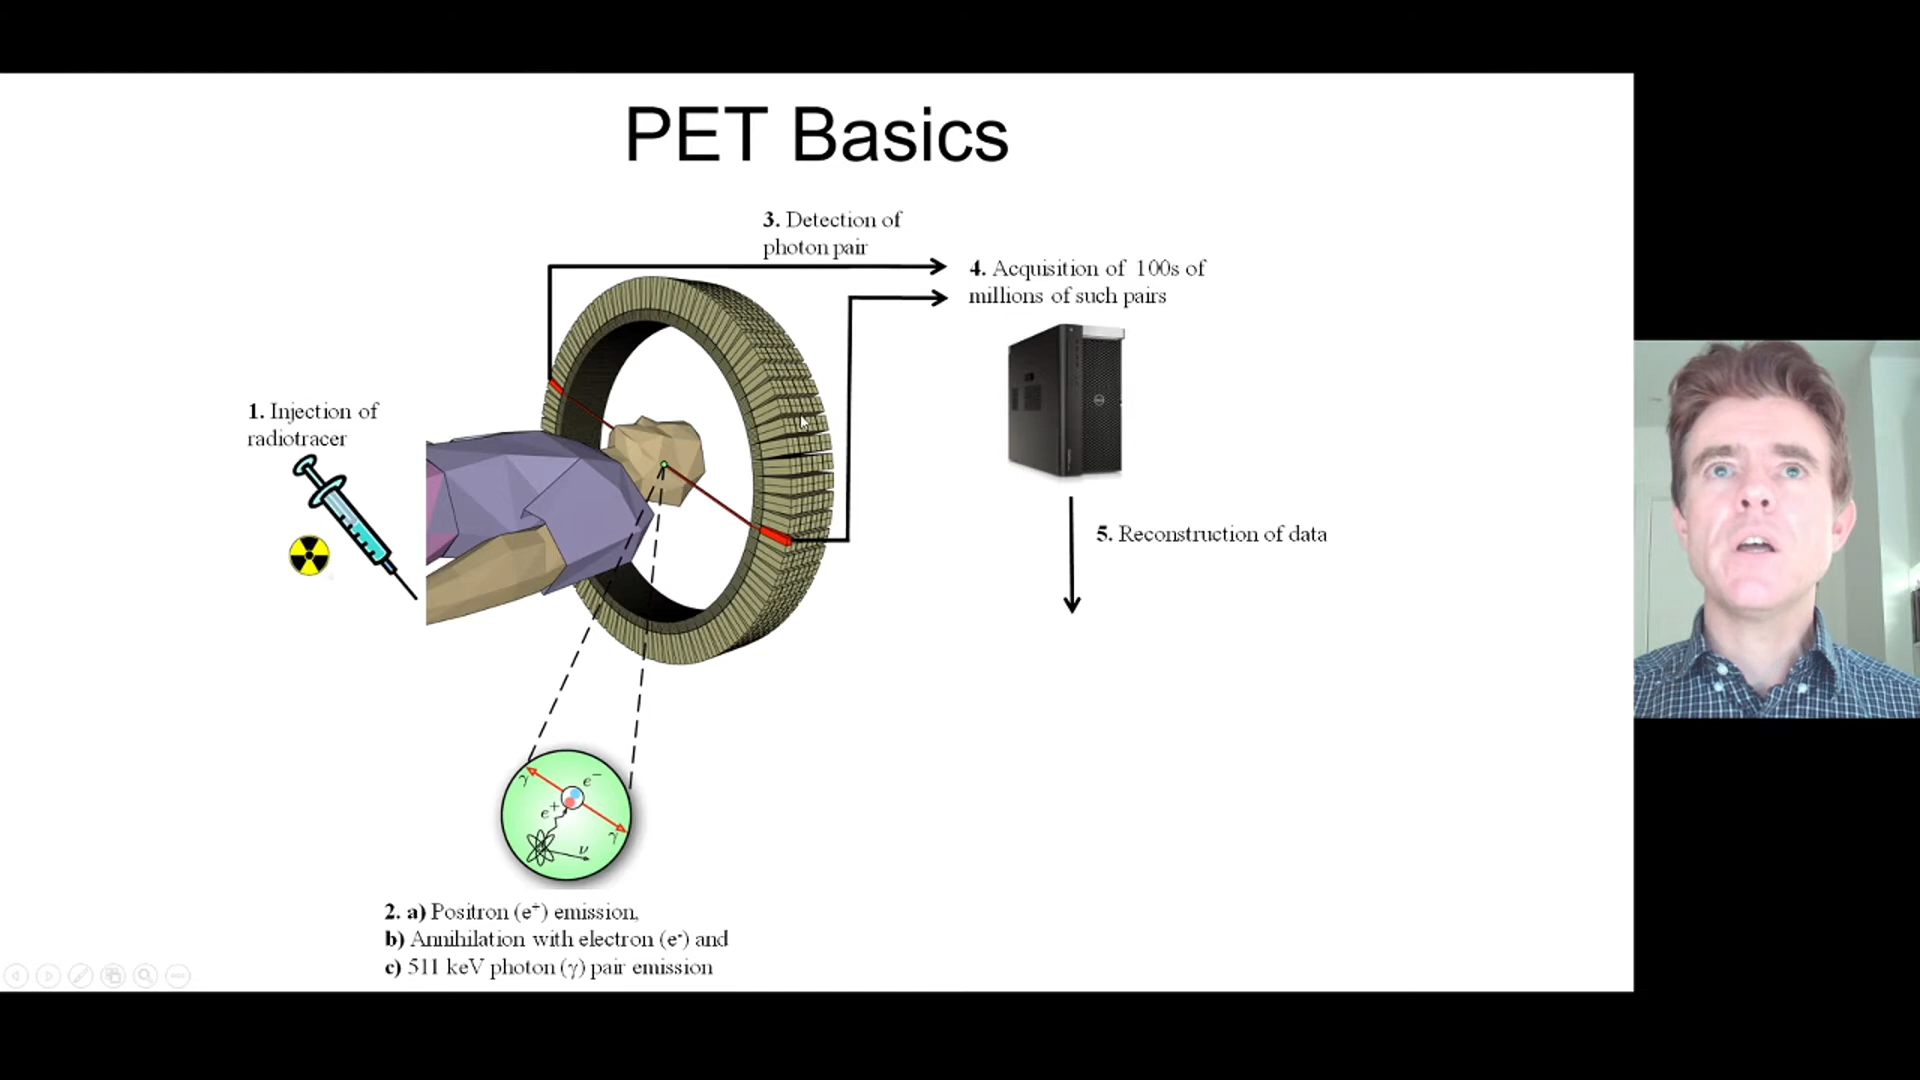 PET Basics
3. Detection of
photon pair
4. Acquisition of 100s of
millions of such pairs
1. Injection of
radiotracer
5. Reconstruction of data
γ
e⁻
e⁺
γ
ν
2. a) Positron (e⁺) emission,
b) Annihilation with electron (e⁻) and
c) 511 keV photon (γ) pair emission